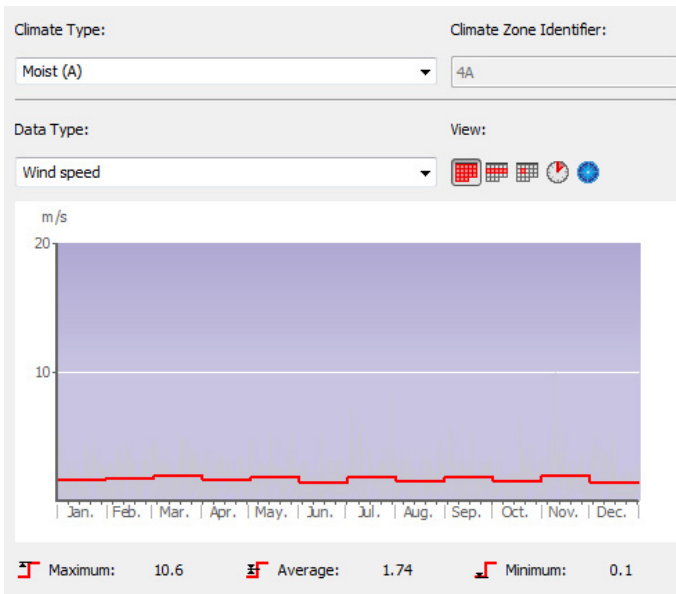 Climate Type:
Climate Zone Identifier:
Moist (A)
4A
Data Type:
View:
Wind speed
m/s
20
10
Jan. Feb. Mar. Apr. May. Jun. Jul. Aug. Sep. Oct. Nov. Dec.
Maximum: 10.6 Average: 1.74 Minimum: 0.1